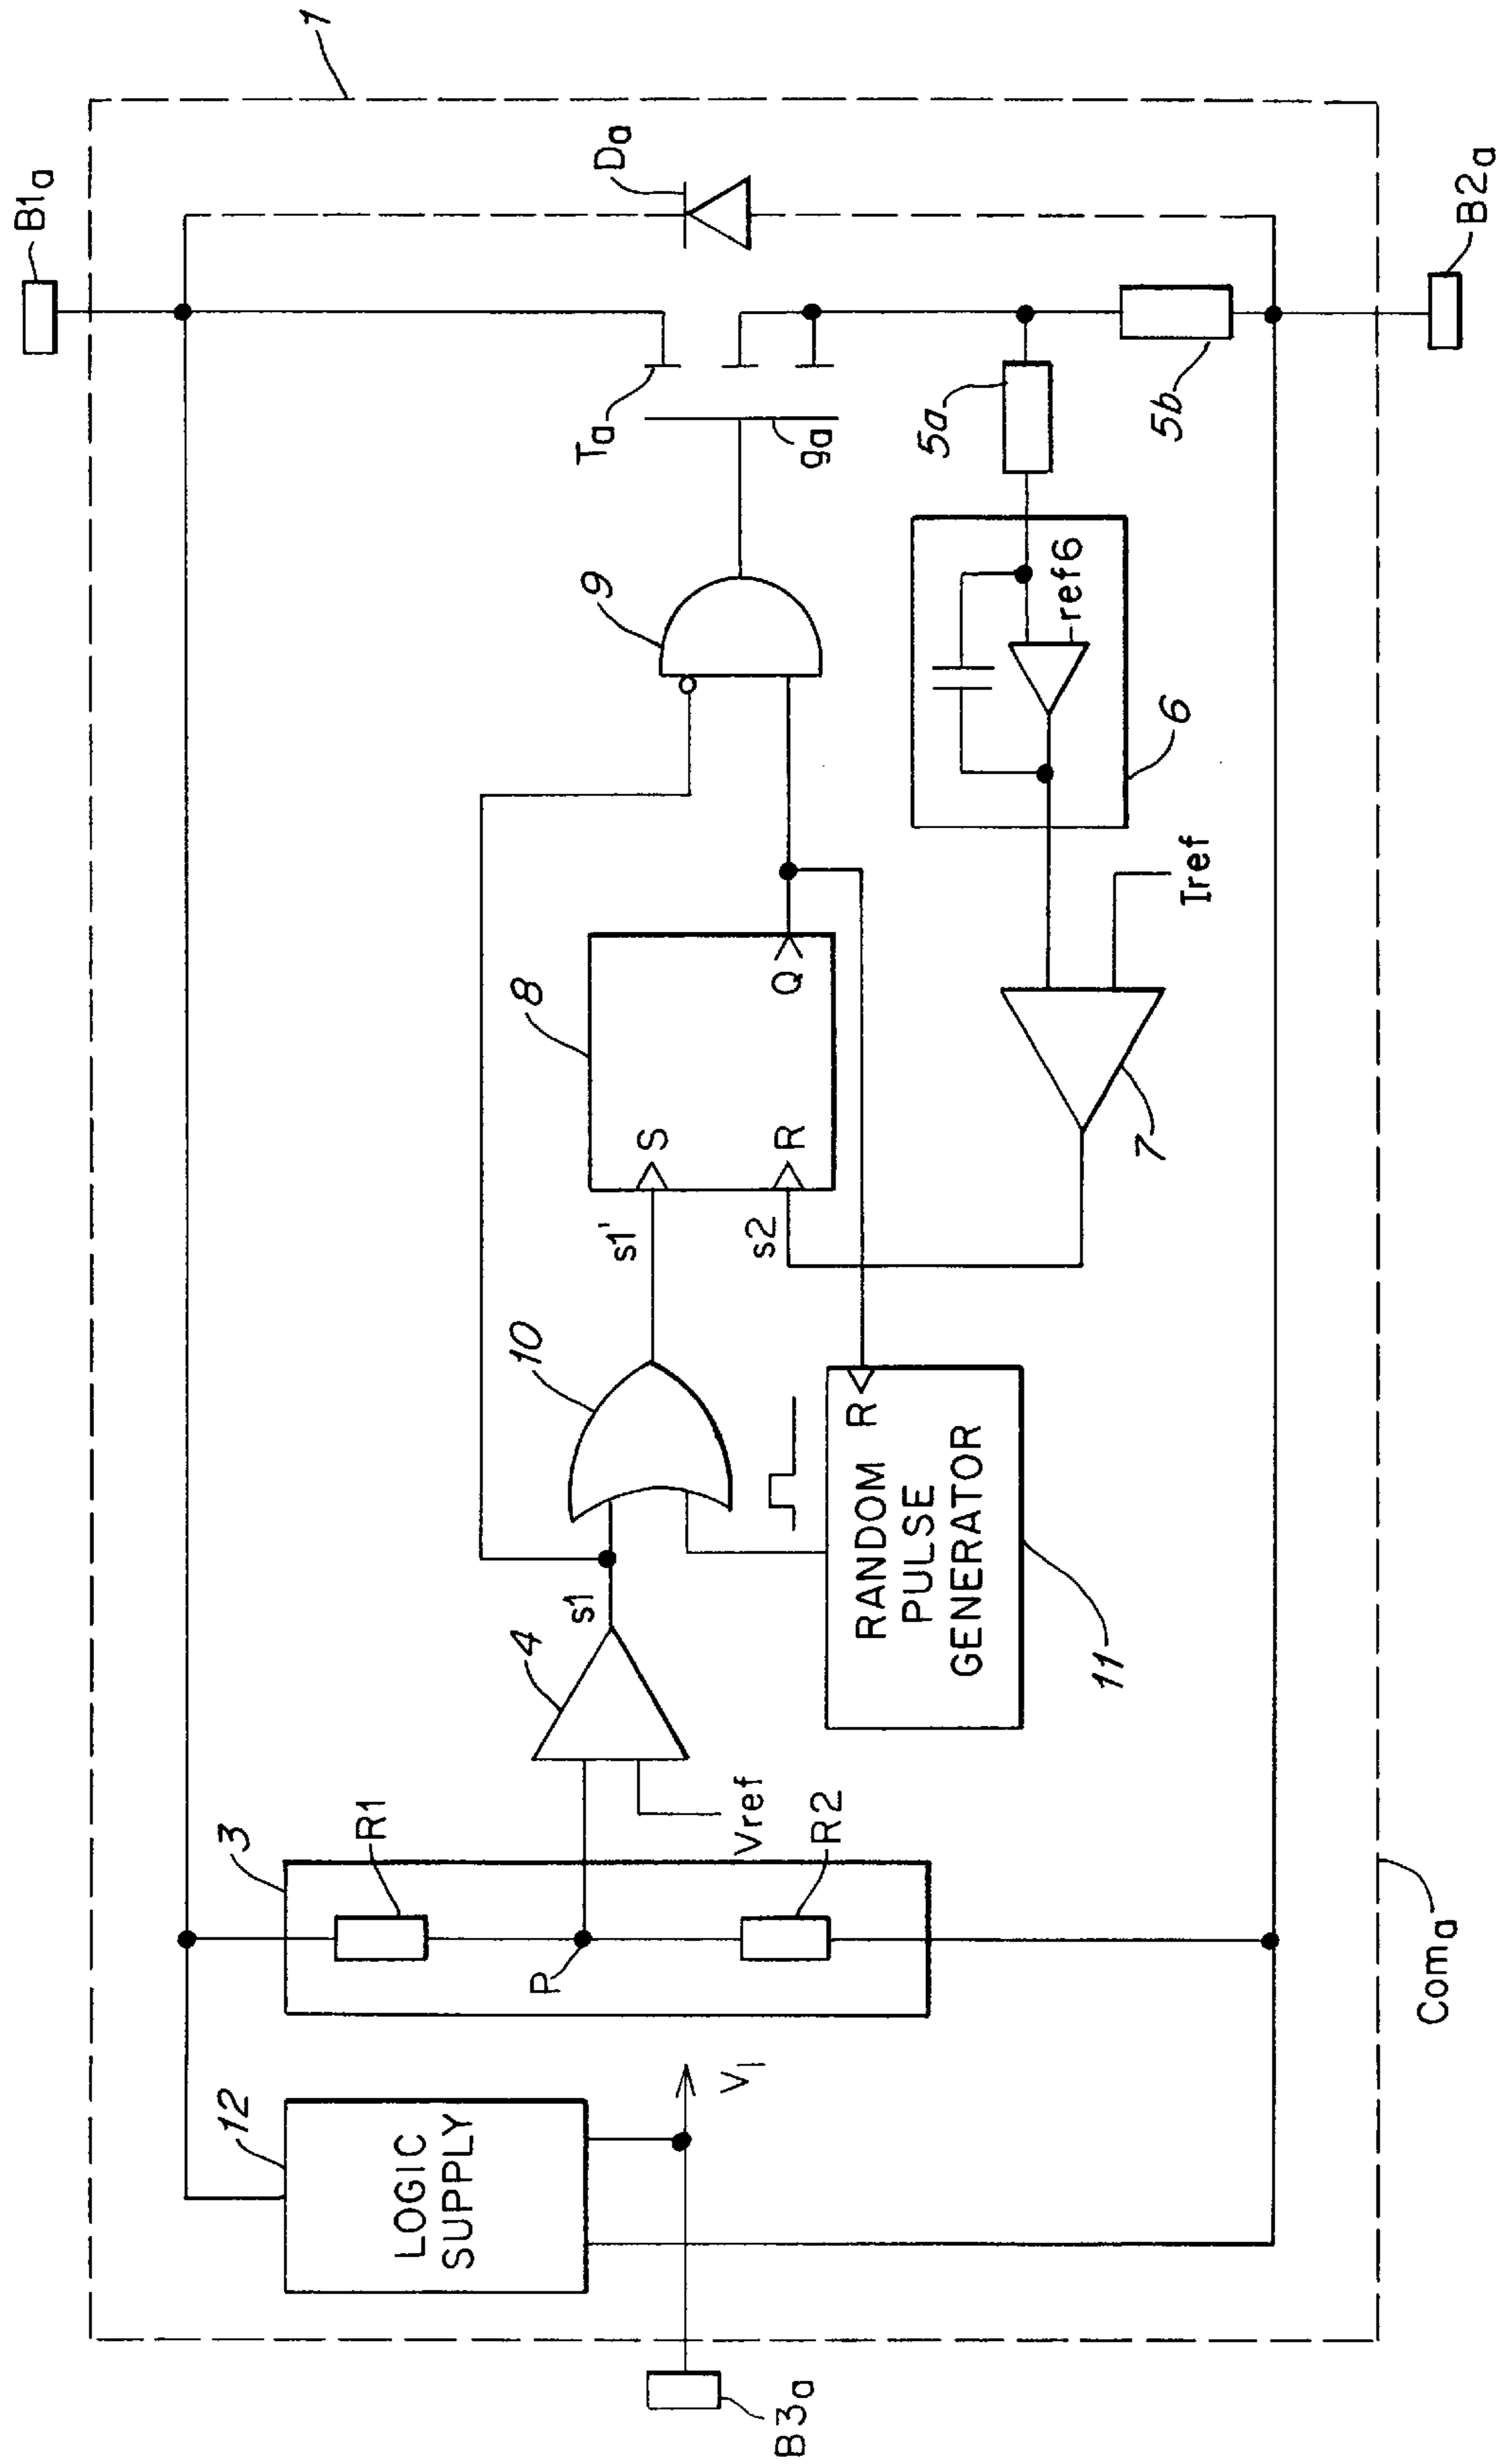 1
B1a
Da
B2a
Ta
ga
5a
5b
9
ref6
6
Iref
8
Q
S
R
7
s1'
s2
10
R
RANDOM
PULSE
GENERATOR
11
s1
4
Vref
3
R1
R2
P
Coma
12
LOGIC
SUPPLY
Vl
B3a